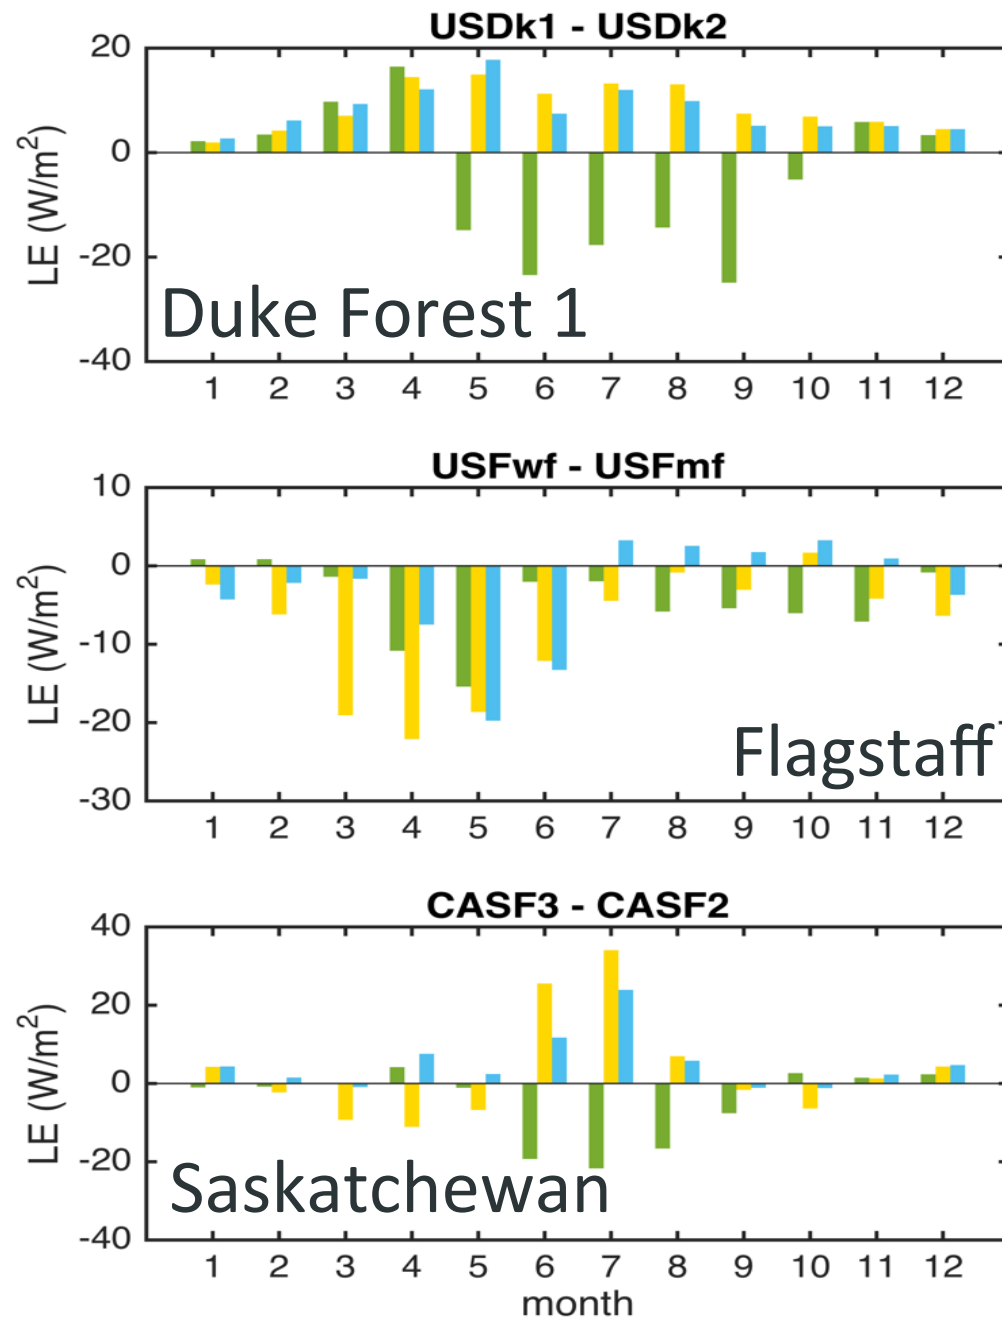 USDk1 - USDk2
20
0
-20
-40
LE (W/m²)
Duke Forest 1
1 2 3 4 5 6 7 8 9 10 11 12
USFwf - USFmf
10
0
-10
-20
-30
LE (W/m²)
Flagstaff
1 2 3 4 5 6 7 8 9 10 11 12
CASF3 - CASF2
40
20
0
-20
-40
LE (W/m²)
Saskatchewan
1 2 3 4 5 6 7 8 9 10 11 12
month